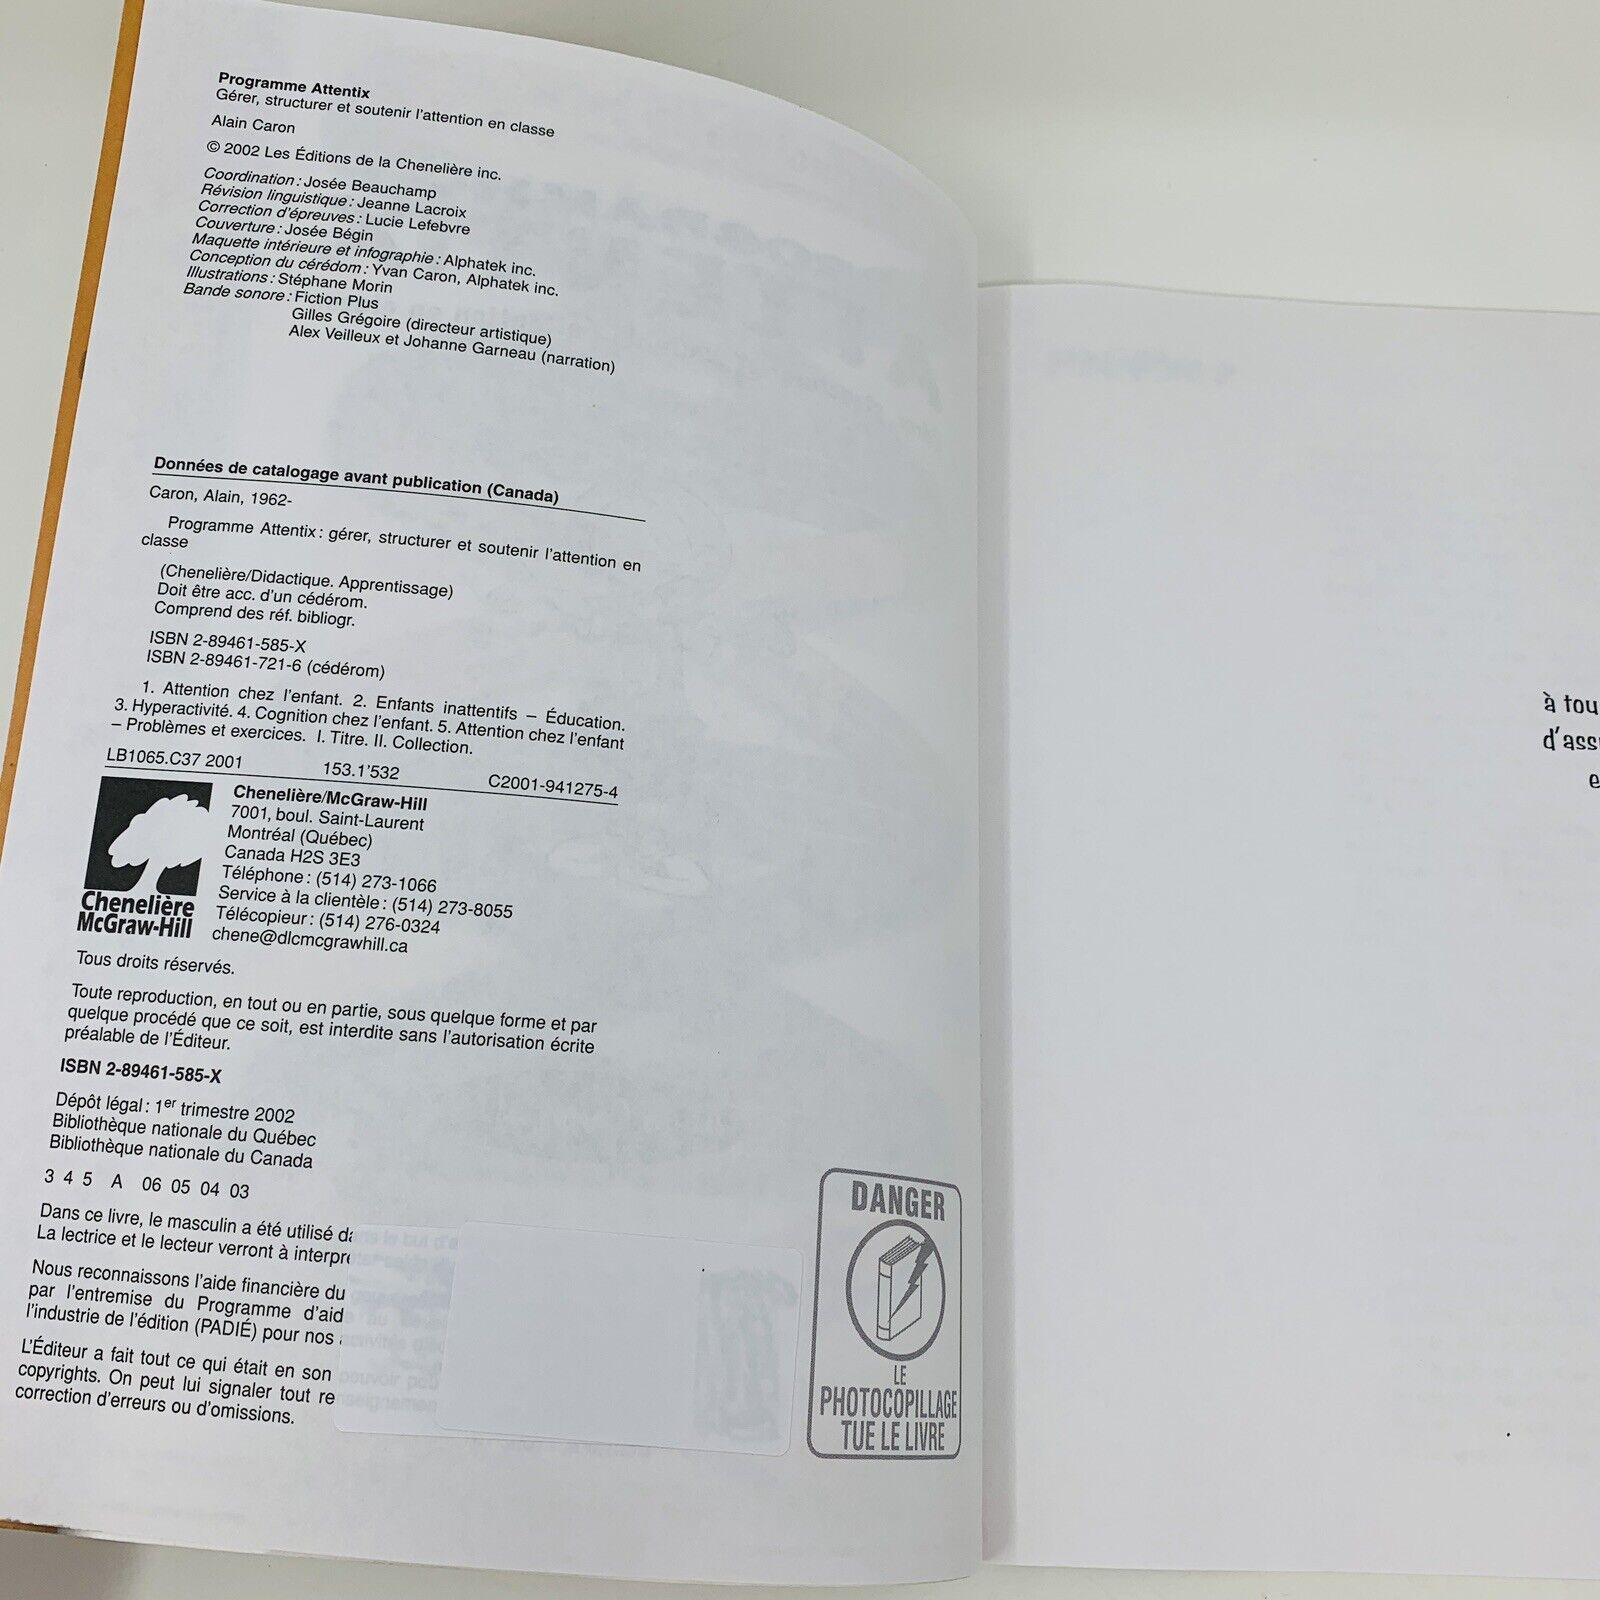 Programme Attentix
Gérer, structurer et soutenir l'attention en classe
Alain Caron
© 2002 Les Éditions de la Chenelière inc.
Coordination : Josée Beauchamp
Révision linguistique : Jeanne Lacroix
Correction d'épreuves : Lucie Lefebvre
Couverture : Josée Bégin
Maquette intérieure et infographie : Alphatek inc.
Conception du cérédom : Yvan Caron, Alphatek inc.
Illustrations : Stéphane Morin
Bande sonore : Fiction Plus
Gilles Grégoire (directeur artistique)
Alex Veilleux et Johanne Garneau (narration)
Données de catalogage avant publication (Canada)
Caron, Alain, 1962-
Programme Attentix : gérer, structurer et soutenir l'attention en
classe
(Chenelière/Didactique. Apprentissage)
Doit être acc. d'un cédérom.
Comprend des réf. bibliogr.
ISBN 2-89461-585-X
ISBN 2-89461-721-6 (cédérom)
1. Attention chez l'enfant. 2. Enfants inattentifs – Éducation.
3. Hyperactivité. 4. Cognition chez l'enfant. 5. Attention chez l'enfant
– Problèmes et exercices. I. Titre. II. Collection.
LB1065.C37 2001 153.1'532 C2001-941275-4
Chenelière/McGraw-Hill
7001, boul. Saint-Laurent
Montréal (Québec)
Canada H2S 3E3
Téléphone : (514) 273-1066
Service à la clientèle : (514) 273-8055
Télécopieur : (514) 276-0324
chene@dlcmcgrawhill.ca
Chenelière
McGraw-Hill
Tous droits réservés.
Toute reproduction, en tout ou en partie, sous quelque forme et par
quelque procédé que ce soit, est interdite sans l'autorisation écrite
préalable de l'Éditeur.
ISBN 2-89461-585-X
Dépôt légal : 1er trimestre 2002
Bibliothèque nationale du Québec
Bibliothèque nationale du Canada
3 4 5 A 06 05 04 03
Dans ce livre, le masculin a été utilisé da
La lectrice et le lecteur verront à interpré
Nous reconnaissons l'aide financière du
par l'entremise du Programme d'aid
l'industrie de l'édition (PADIÉ) pour nos
L'Éditeur a fait tout ce qui était en son
copyrights. On peut lui signaler tout re
correction d'erreurs ou d'omissions.
DANGER
LE
PHOTOCOPILLAGE
TUE LE LIVRE
à tou
d'ass
e